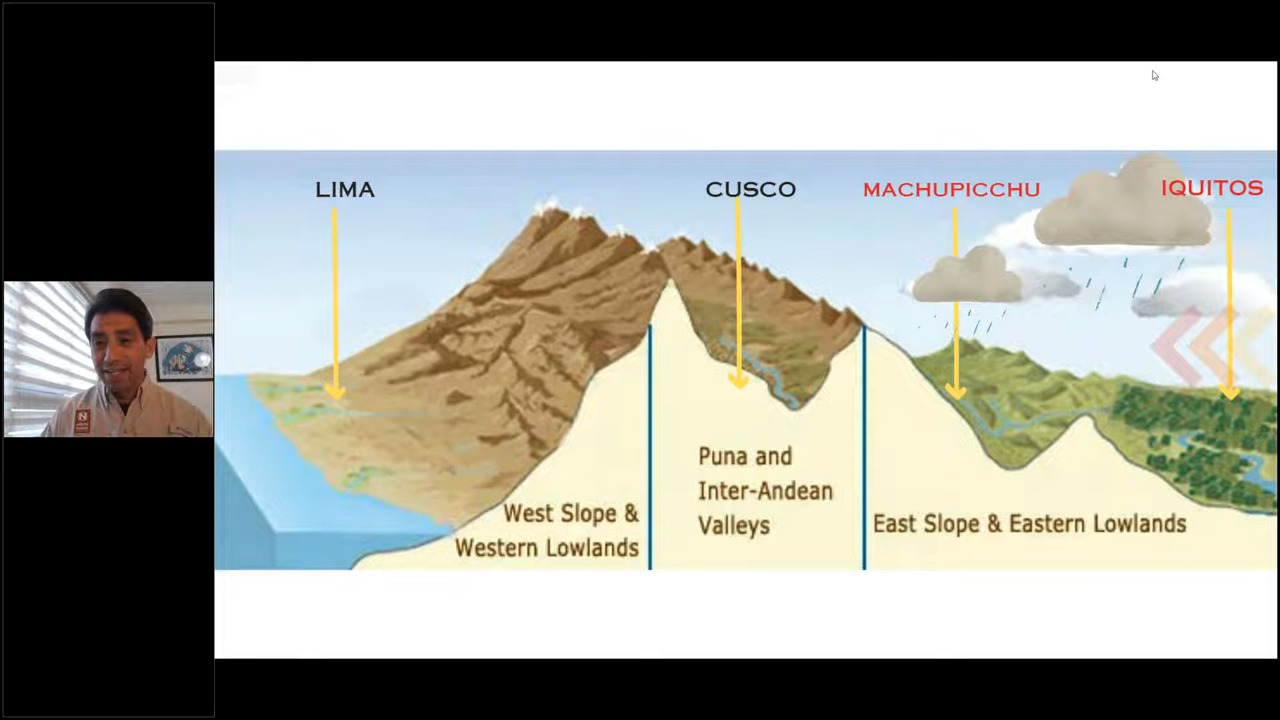 LIMA
CUSCO
MACHUPICCHU
IQUITOS
West Slope &
Western Lowlands
Puna and
Inter-Andean
Valleys
East Slope & Eastern Lowlands